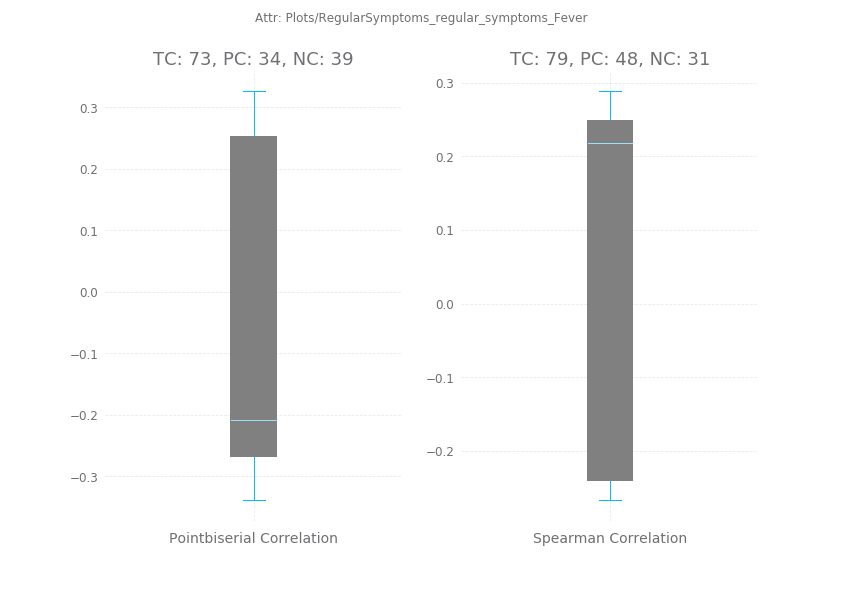 Attr: Plots/RegularSymptoms_regular_symptoms_Fever
TC: 73, PC: 34, NC: 39
0.3
0.2
0.1
0.0
−0.1
−0.2
−0.3
Pointbiserial Correlation
TC: 79, PC: 48, NC: 31
0.3
0.2
0.1
0.0
−0.1
−0.2
Spearman Correlation